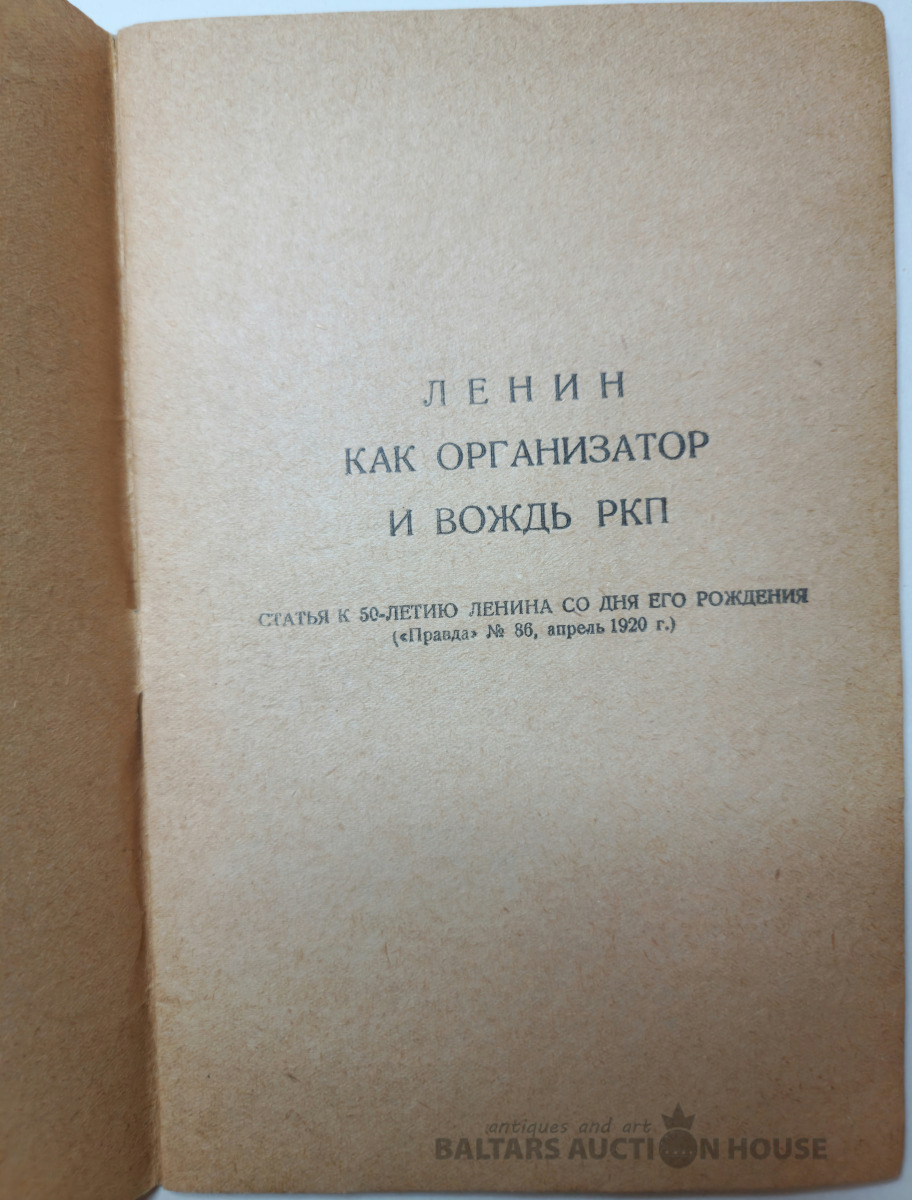 ЛЕНИН
КАК ОРГАНИЗАТОР
И ВОЖДЬ РКП
СТАТЬЯ К 50-ЛЕТИЮ ЛЕНИНА СО ДНЯ ЕГО РОЖДЕНИЯ
(«Правда» № 86, апрель 1920 г.)
antiques and art
BALTARS AUCTION HOUSE